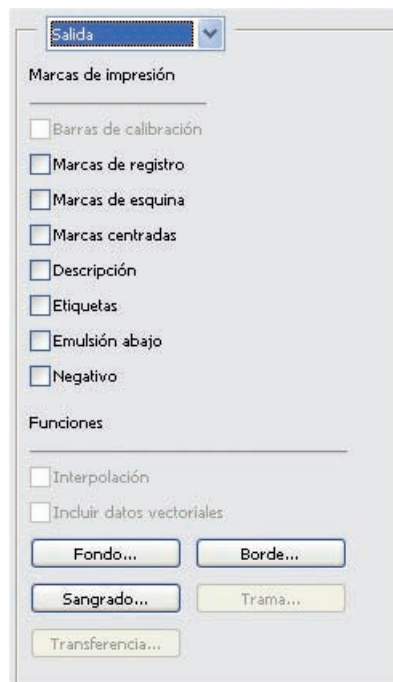 Salida
Marcas de impresión
Barras de calibración
Marcas de registro
Marcas de esquina
Marcas centradas
Descripción
Etiquetas
Emulsión abajo
Negativo
Funciones
Interpolación
Incluir datos vectoriales
Fondo... Borde...
Sangrado... Trama...
Transferencia...